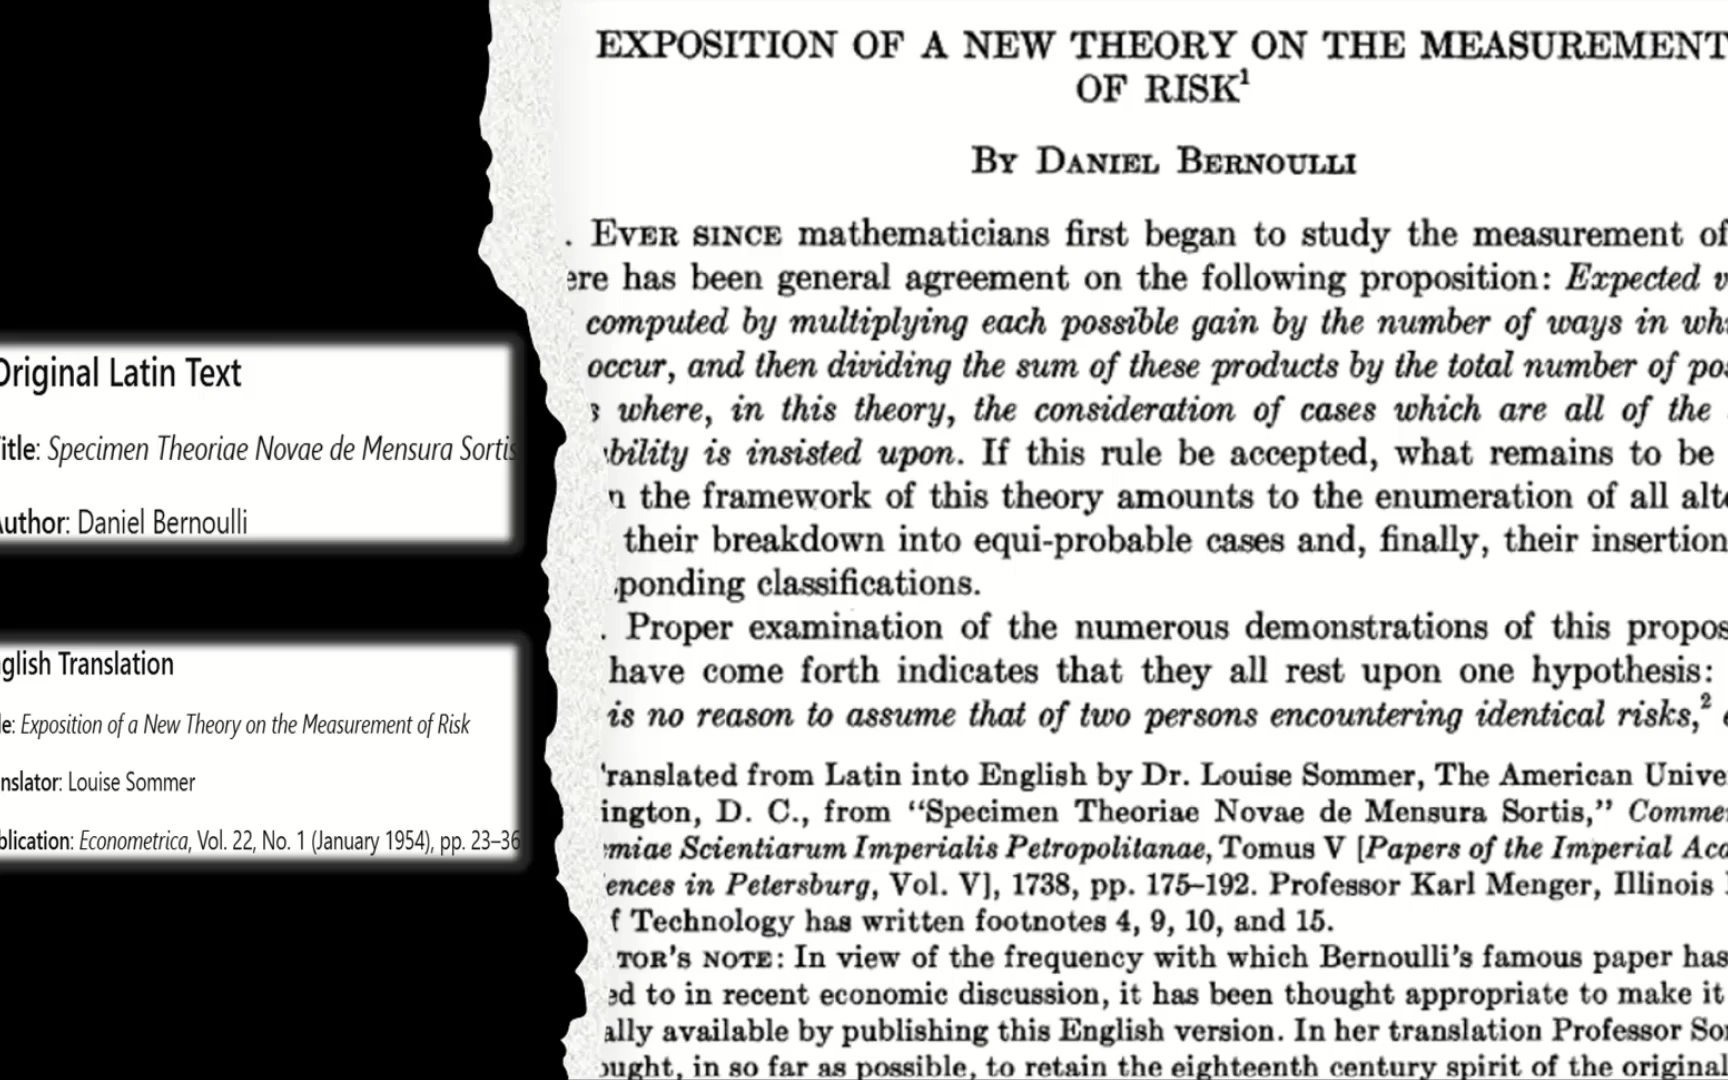 Original Latin Text
Title: Specimen Theoriae Novae de Mensura Sortis
Author: Daniel Bernoulli
English Translation
Title: Exposition of a New Theory on the Measurement of Risk
Translator: Louise Sommer
Publication: Econometrica, Vol. 22, No. 1 (January 1954), pp. 23–36
EXPOSITION OF A NEW THEORY ON THE MEASUREMENT
OF RISK¹
BY DANIEL BERNOULLI
. EVER SINCE mathematicians first began to study the measurement of
ere has been general agreement on the following proposition: Expected v
computed by multiplying each possible gain by the number of ways in whi
occur, and then dividing the sum of these products by the total number of pos
s where, in this theory, the consideration of cases which are all of the
bility is insisted upon. If this rule be accepted, what remains to be
n the framework of this theory amounts to the enumeration of all alte
their breakdown into equi-probable cases and, finally, their insertion
ponding classifications.
. Proper examination of the numerous demonstrations of this propos
have come forth indicates that they all rest upon one hypothesis:
is no reason to assume that of two persons encountering identical risks,²
Translated from Latin into English by Dr. Louise Sommer, The American Unive
ington, D. C., from “Specimen Theoriae Novae de Mensura Sortis,” Comme
miae Scientiarum Imperialis Petropolitanae, Tomus V [Papers of the Imperial Aca
ences in Petersburg, Vol. V], 1738, pp. 175–192. Professor Karl Menger, Illinois
f Technology has written footnotes 4, 9, 10, and 15.
TOR'S NOTE: In view of the frequency with which Bernoulli's famous paper has
ed to in recent economic discussion, it has been thought appropriate to make it
ally available by publishing this English version. In her translation Professor Som
ought, in so far as possible, to retain the eighteenth century spirit of the original